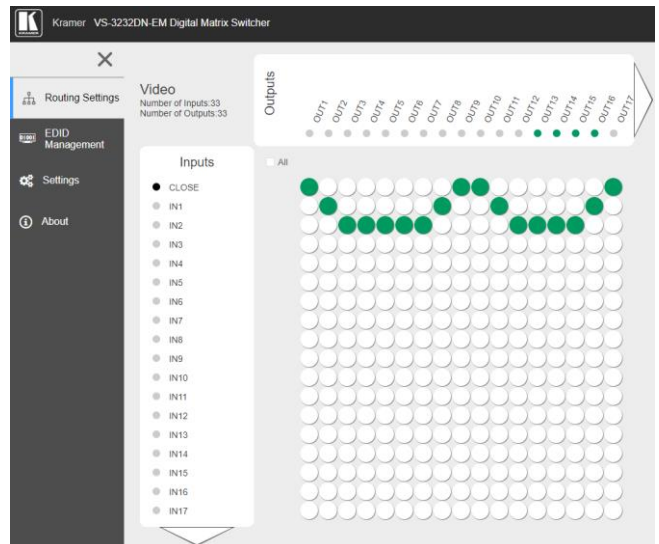 KRAMER
Kramer VS-3232DN-EM Digital Matrix Switcher
Routing Settings
EDID
Management
Settings
About
Video
Number of Inputs:33
Number of Outputs:33
Outputs
OUT1
OUT2
OUT3
OUT4
OUT5
OUT6
OUT7
OUT8
OUT9
OUT10
OUT11
OUT12
OUT13
OUT14
OUT15
OUT16
OUT17
Inputs
All
CLOSE
IN1
IN2
IN3
IN4
IN5
IN6
IN7
IN8
IN9
IN10
IN11
IN12
IN13
IN14
IN15
IN16
IN17